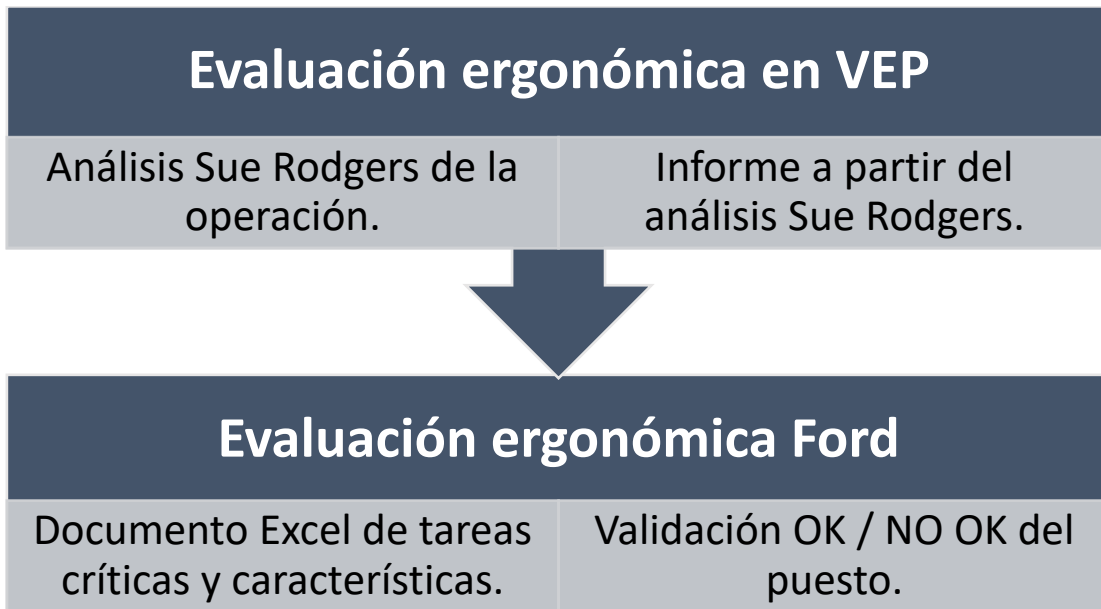 Evaluación ergonómica en VEP
Análisis Sue Rodgers de la
operación.
Informe a partir del
análisis Sue Rodgers.
Evaluación ergonómica Ford
Documento Excel de tareas
críticas y características.
Validación OK / NO OK del
puesto.